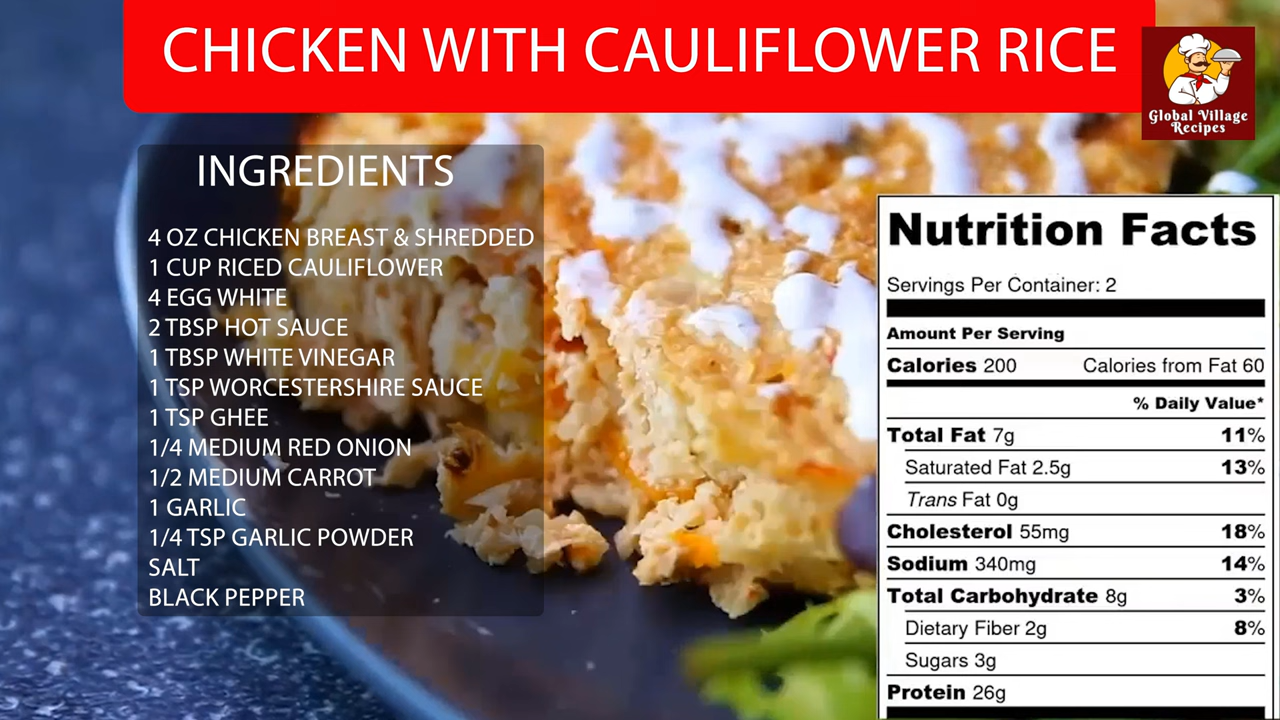 CHICKEN WITH CAULIFLOWER RICE
Global Village
Recipes
INGREDIENTS
4 OZ CHICKEN BREAST & SHREDDED
1 CUP RICED CAULIFLOWER
4 EGG WHITE
2 TBSP HOT SAUCE
1 TBSP WHITE VINEGAR
1 TSP WORCESTERSHIRE SAUCE
1 TSP GHEE
1/4 MEDIUM RED ONION
1/2 MEDIUM CARROT
1 GARLIC
1/4 TSP GARLIC POWDER
SALT
BLACK PEPPER
Nutrition Facts
Servings Per Container: 2
Amount Per Serving
Calories 200 Calories from Fat 60
% Daily Value*
Total Fat 7g 11%
Saturated Fat 2.5g 13%
Trans Fat 0g
Cholesterol 55mg 18%
Sodium 340mg 14%
Total Carbohydrate 8g 3%
Dietary Fiber 2g 8%
Sugars 3g
Protein 26g